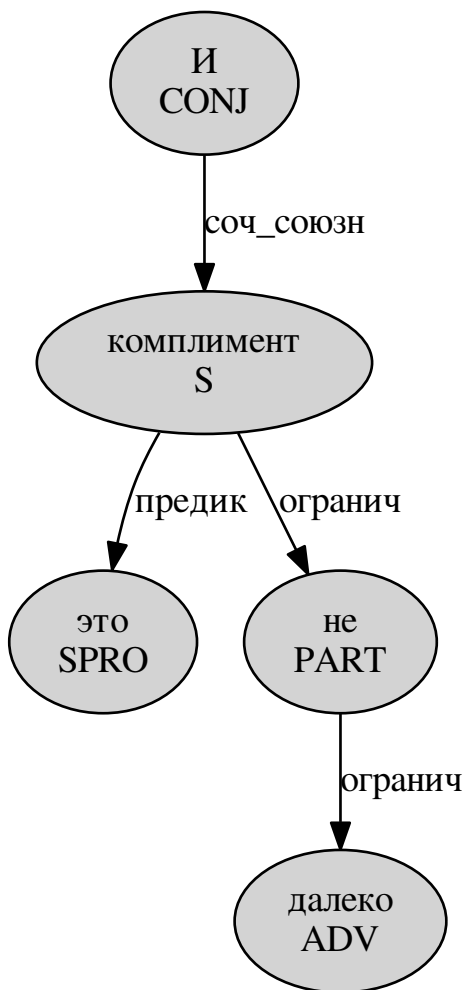 И
CONJ
соч_союзн
комплимент
S
предик
огранич
это
SPRO
не
PART
огранич
далеко
ADV